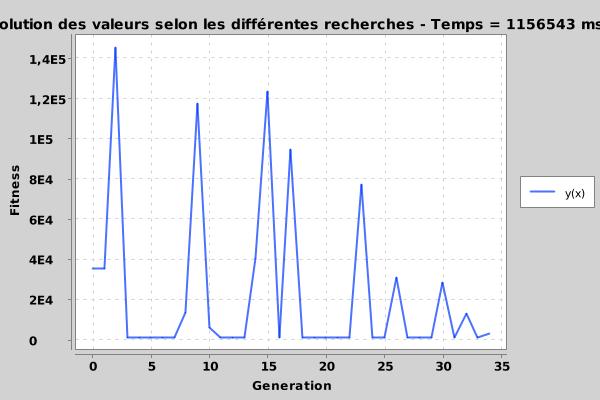 olution des valeurs selon les différentes recherches - Temps = 1156543 ms
1,4E5
1,2E5
1E5
8E4
6E4
4E4
2E4
0
Fitness
y(x)
0 5 10 15 20 25 30 35
Generation